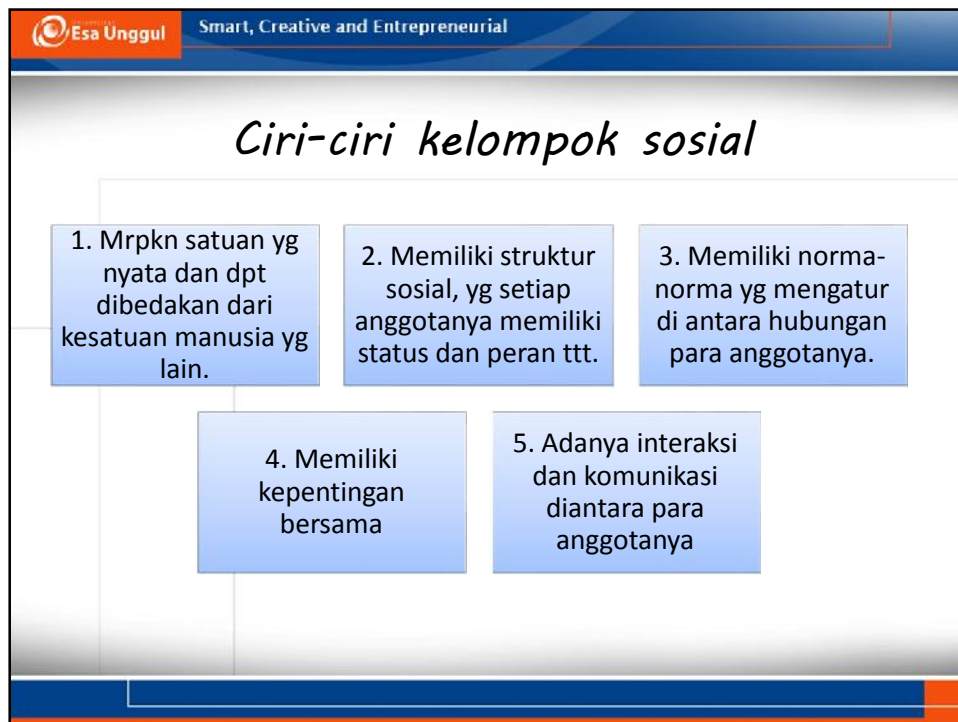 Esa Unggul
Smart, Creative and Entrepreneurial
Ciri-ciri kelompok sosial
1. Mrpkn satuan yg
nyata dan dpt
dibedakan dari
kesatuan manusia yg
lain.
2. Memiliki struktur
sosial, yg setiap
anggotanya memiliki
status dan peran ttt.
3. Memiliki norma-
norma yg mengatur
di antara hubungan
para anggotanya.
4. Memiliki
kepentingan
bersama
5. Adanya interaksi
dan komunikasi
diantara para
anggotanya